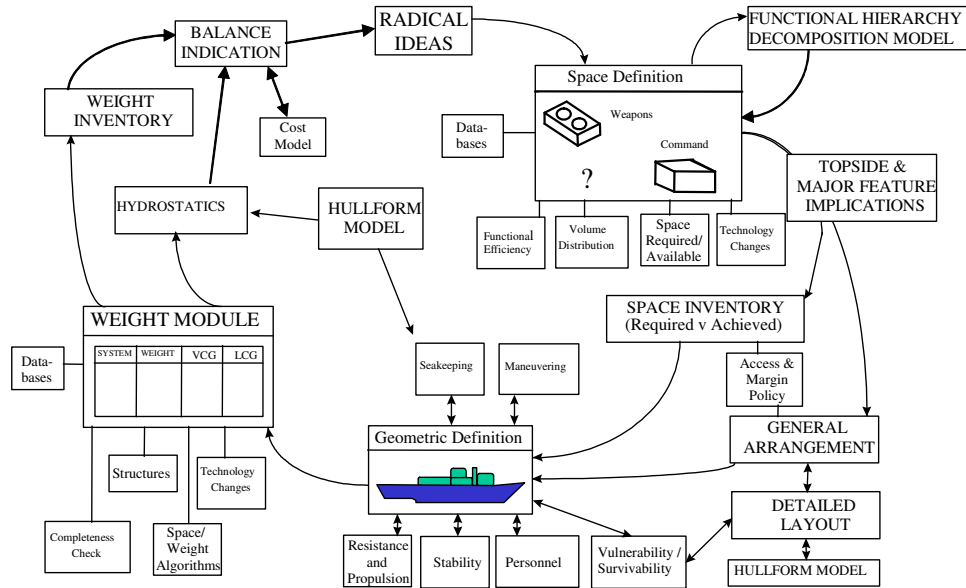 BALANCE
INDICATION
RADICAL
IDEAS
FUNCTIONAL HIERARCHY
DECOMPOSITION MODEL
Space Definition
Weapons
Command
?
Data-
bases
WEIGHT
INVENTORY
Cost
Model
TOPSIDE &
MAJOR FEATURE
IMPLICATIONS
HYDROSTATICS
HULLFORM
MODEL
Functional
Efficiency
Volume
Distribution
Space
Required/
Available
Technology
Changes
SPACE INVENTORY
(Required v Achieved)
WEIGHT MODULE
SYSTEM WEIGHT VCG LCG
Data-
bases
Seakeeping
Maneuvering
Access &
Margin
Policy
Geometric Definition
GENERAL
ARRANGEMENT
Structures
Technology
Changes
DETAILED
LAYOUT
Completeness
Check
Space/
Weight
Algorithms
Resistance
and
Propulsion
Stability
Personnel
Vulnerability /
Survivability
HULLFORM MODEL